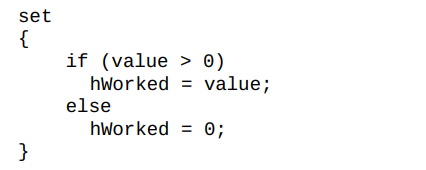 set
{
    if (value > 0)
      hWorked = value;
    else
      hWorked = 0;
}